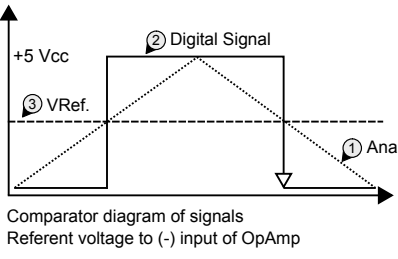 2 Digital Signal
+5 Vcc
3 VRef.
1 Ana
Comparator diagram of signals
Referent voltage to (-) input of OpAmp